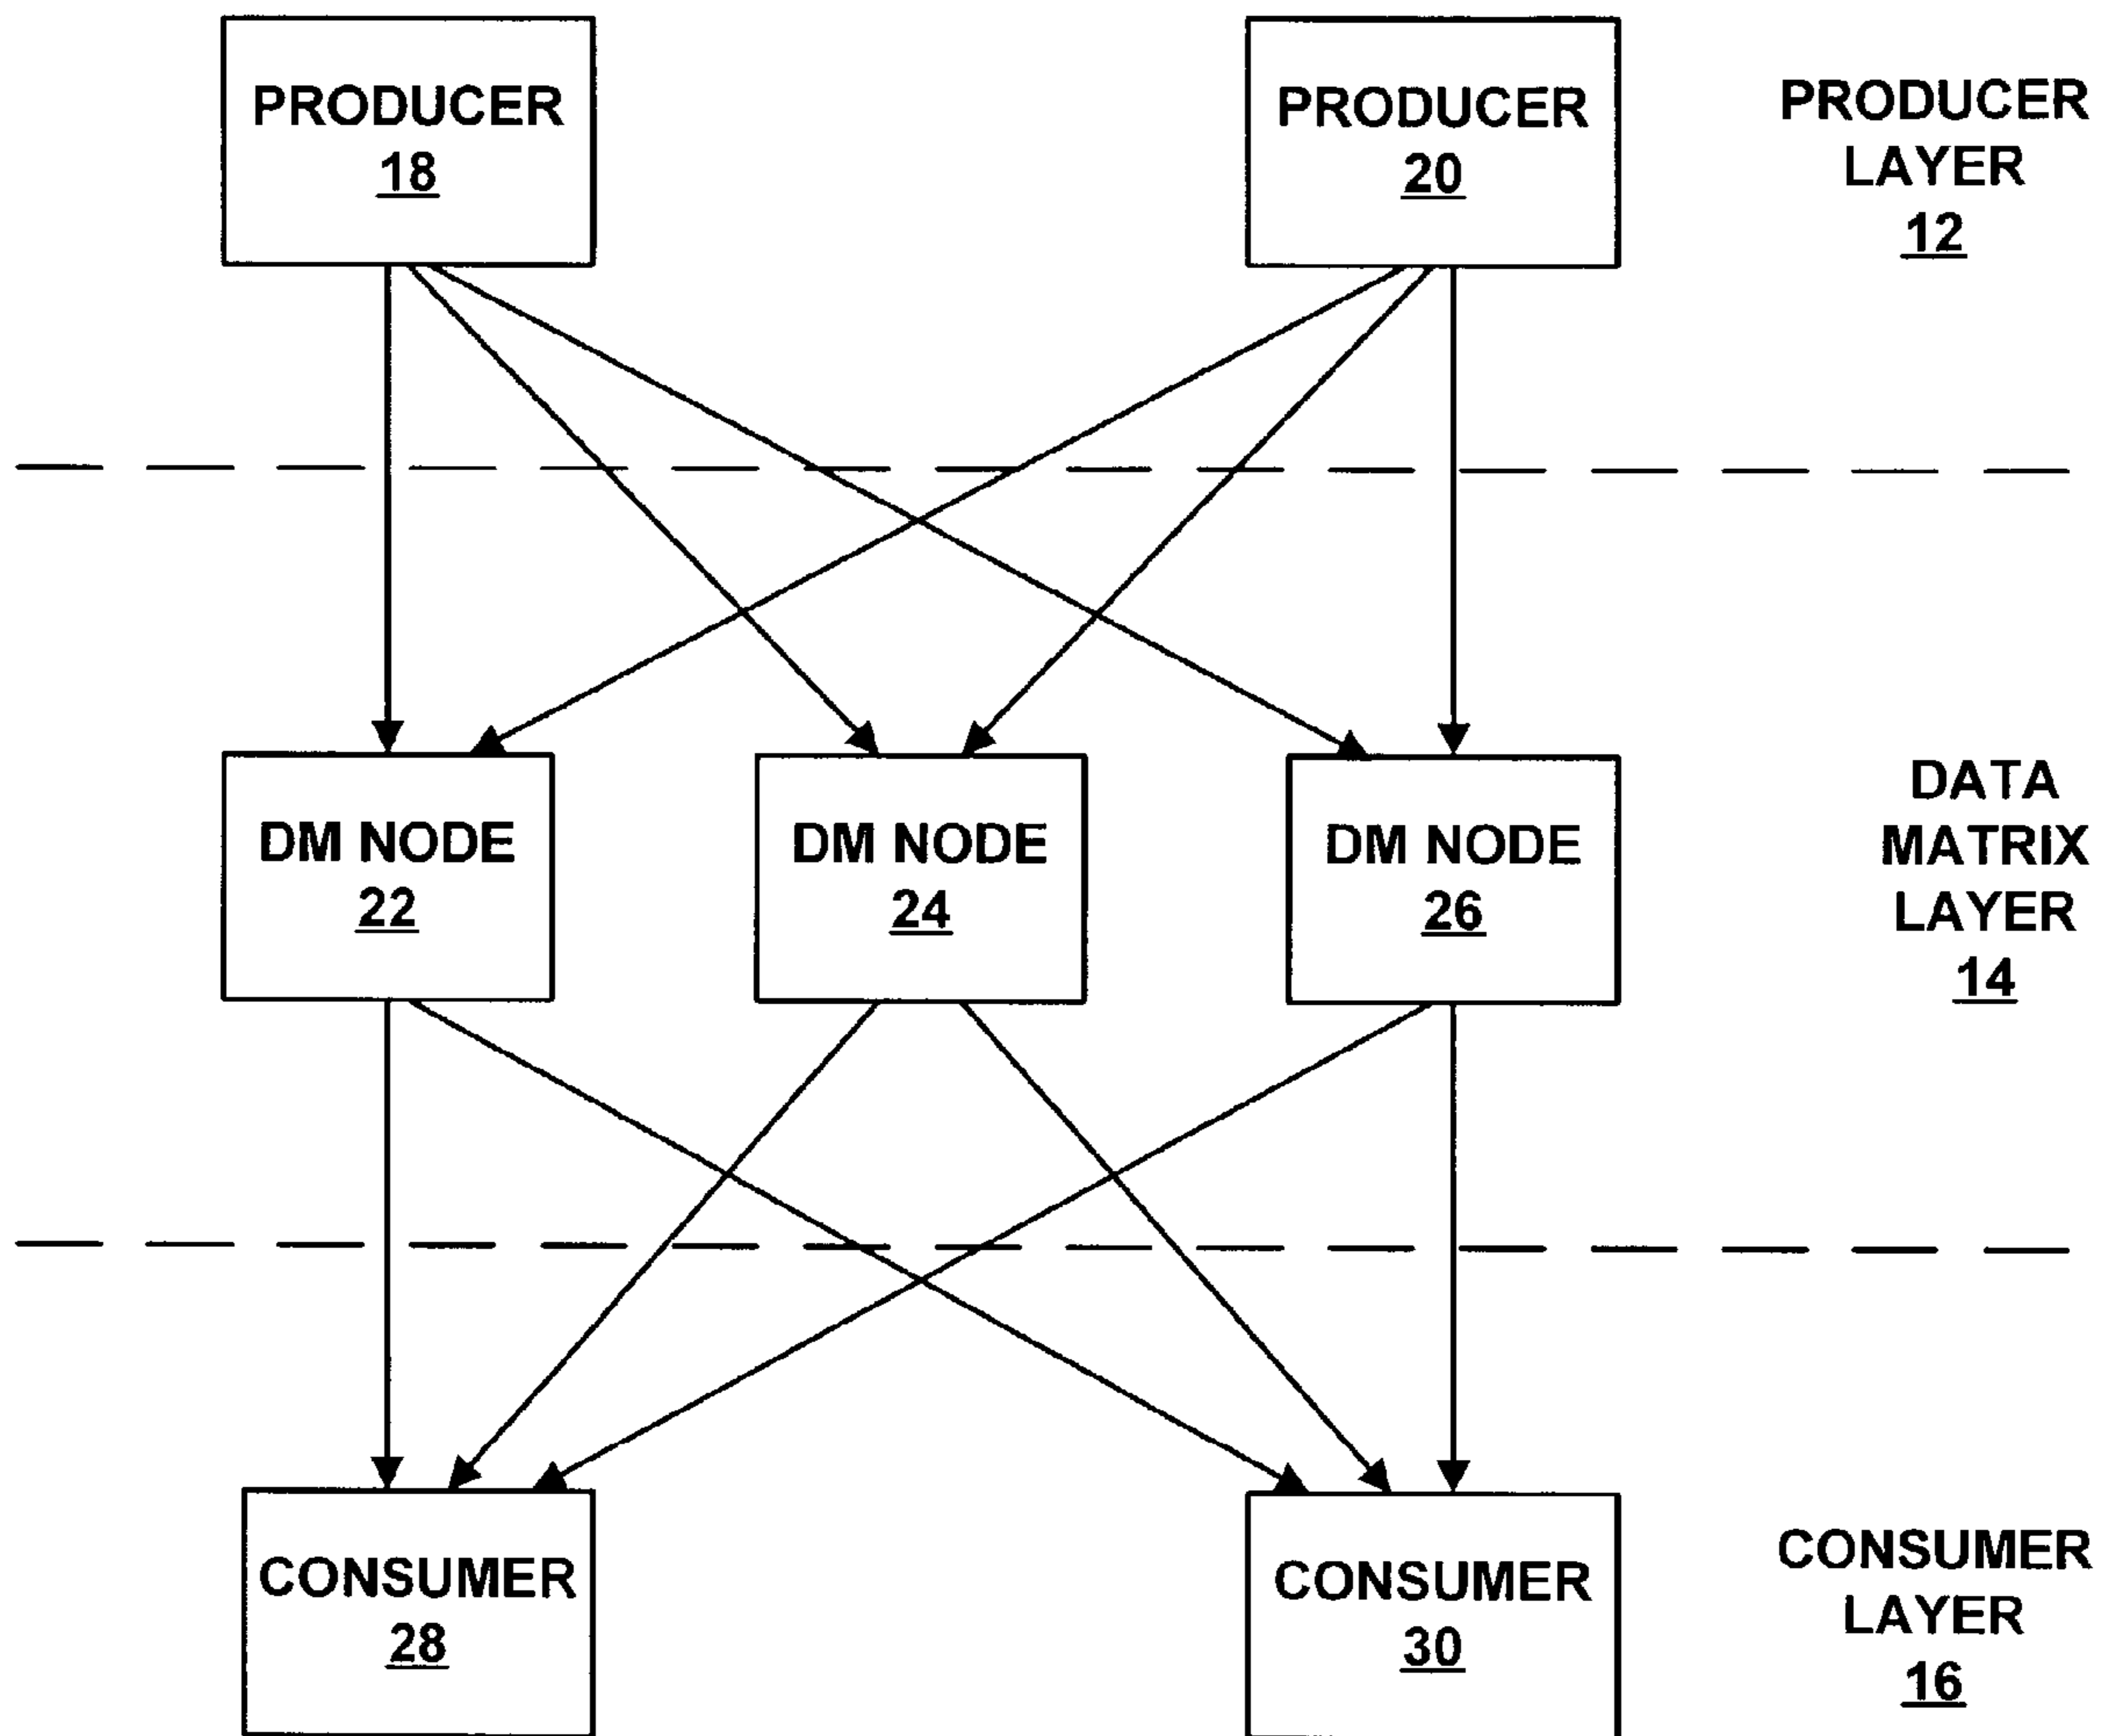 PRODUCER
18
PRODUCER
20
PRODUCER
LAYER
12
DM NODE
22
DM NODE
24
DM NODE
26
DATA
MATRIX
LAYER
14
CONSUMER
28
CONSUMER
30
CONSUMER
LAYER
16